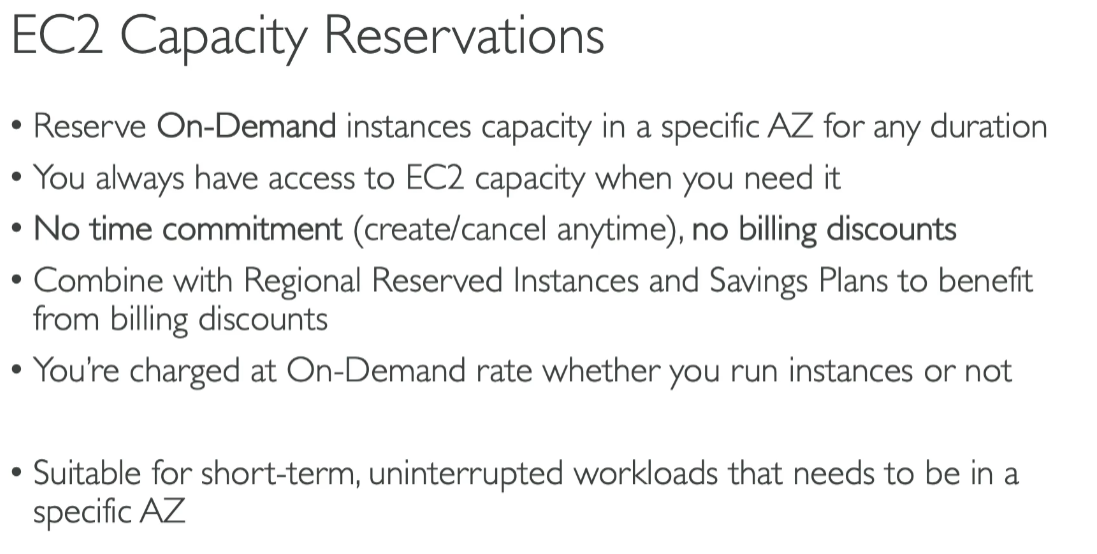 EC2 Capacity Reservations
• Reserve On-Demand instances capacity in a specific AZ for any duration
• You always have access to EC2 capacity when you need it
• No time commitment (create/cancel anytime), no billing discounts
• Combine with Regional Reserved Instances and Savings Plans to benefit
from billing discounts
• You're charged at On-Demand rate whether you run instances or not
• Suitable for short-term, uninterrupted workloads that needs to be in a
specific AZ